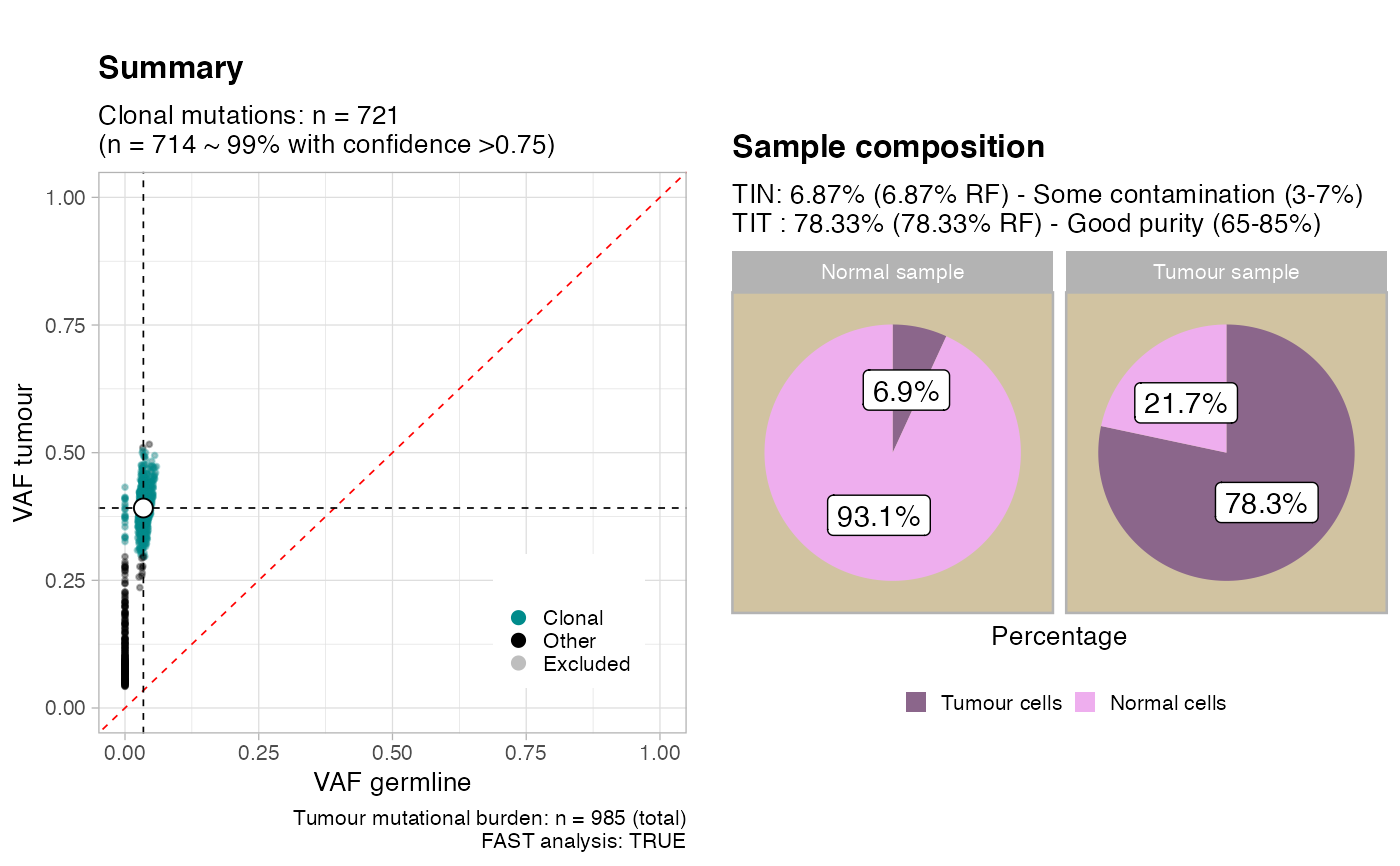 Summary
Clonal mutations: n = 721
(n = 714 ~ 99% with confidence >0.75)
1.00
0.75
0.50
0.25
0.00
VAF tumour
0.00 0.25 0.50 0.75 1.00
VAF germline
Clonal
Other
Excluded
Tumour mutational burden: n = 985 (total)
FAST analysis: TRUE
Sample composition
TIN: 6.87% (6.87% RF) - Some contamination (3-7%)
TIT : 78.33% (78.33% RF) - Good purity (65-85%)
Normal sample
6.9%
93.1%
Tumour sample
21.7%
78.3%
Percentage
Tumour cells Normal cells